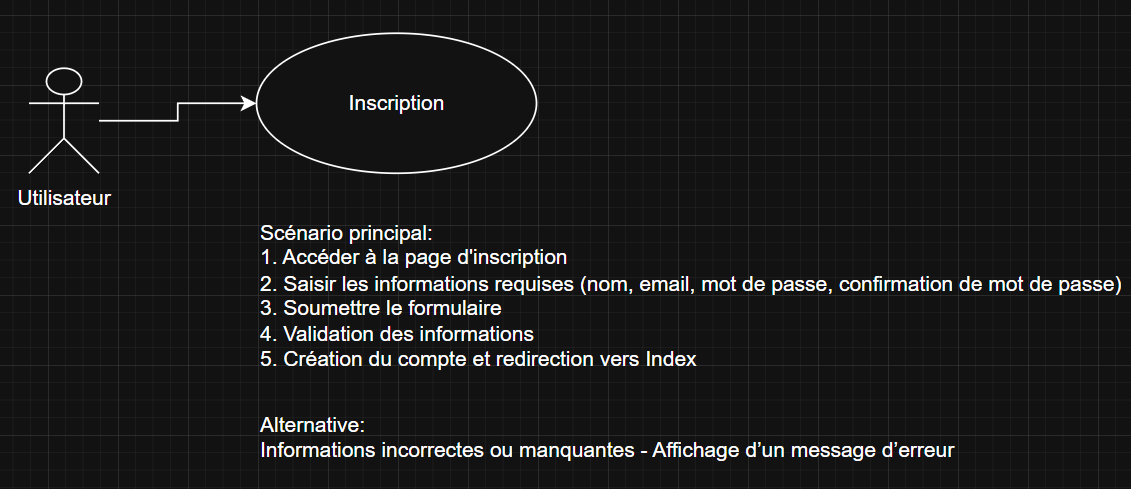 Inscription
Utilisateur
Scénario principal:
1. Accéder à la page d'inscription
2. Saisir les informations requises (nom, email, mot de passe, confirmation de mot de passe)
3. Soumettre le formulaire
4. Validation des informations
5. Création du compte et redirection vers Index
Alternative:
Informations incorrectes ou manquantes - Affichage d’un message d’erreur